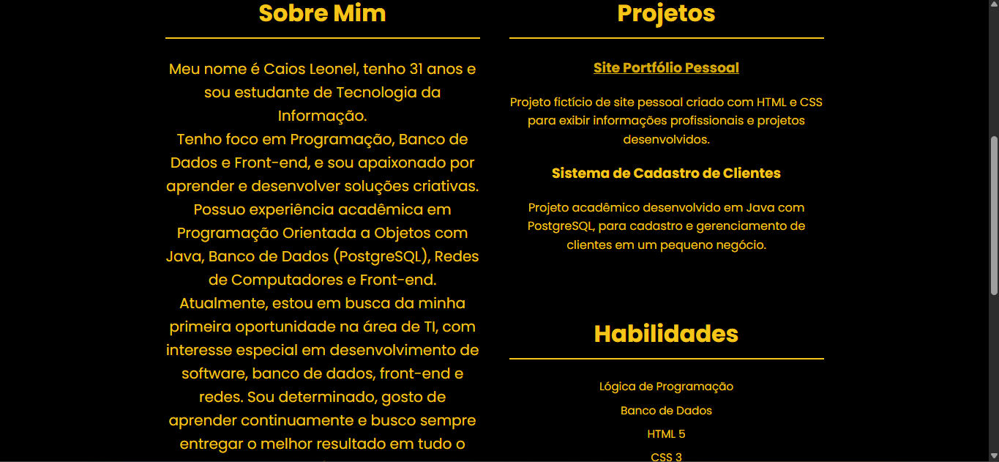 Sobre Mim
Meu nome é Caios Leonel, tenho 31 anos e
sou estudante de Tecnologia da
Informação.
Tenho foco em Programação, Banco de
Dados e Front-end, e sou apaixonado por
aprender e desenvolver soluções criativas.
Possuo experiência acadêmica em
Programação Orientada a Objetos com
Java, Banco de Dados (PostgreSQL), Redes
de Computadores e Front-end.
Atualmente, estou em busca da minha
primeira oportunidade na área de TI, com
interesse especial em desenvolvimento de
software, banco de dados, front-end e
redes. Sou determinado, gosto de
aprender continuamente e busco sempre
entregar o melhor resultado em tudo o
Projetos
Site Portfólio Pessoal
Projeto fictício de site pessoal criado com HTML e CSS
para exibir informações profissionais e projetos
desenvolvidos.
Sistema de Cadastro de Clientes
Projeto acadêmico desenvolvido em Java com
PostgreSQL, para cadastro e gerenciamento de
clientes em um pequeno negócio.
Habilidades
Lógica de Programação
Banco de Dados
HTML 5
CSS 3